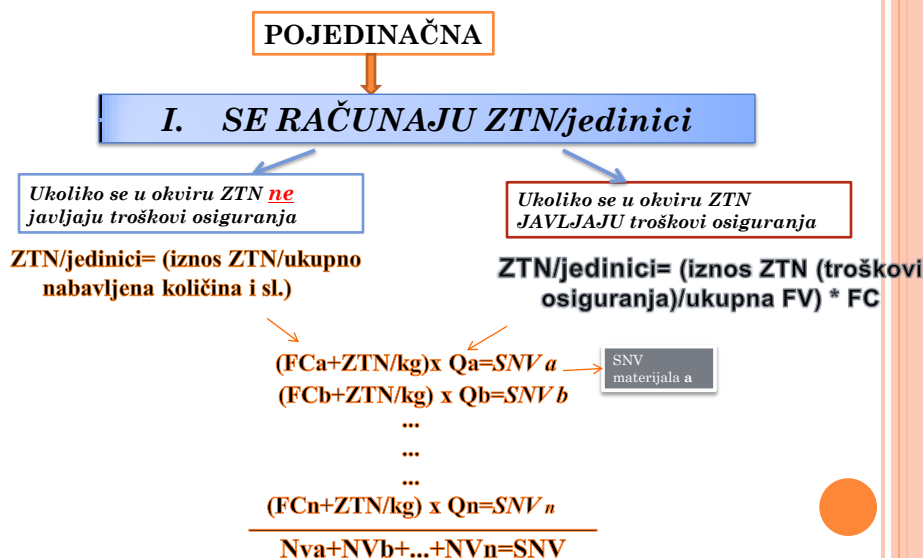 POJEDINAČNA
I. SE RAČUNAJU ZTN/jedinici
Ukoliko se u okviru ZTN ne
javljaju troškovi osiguranja
Ukoliko se u okviru ZTN
JAVLJAJU troškovi osiguranja
ZTN/jedinici= (iznos ZTN/ukupno
nabavljena količina i sl.)
ZTN/jedinici= (iznos ZTN (troškovi
osiguranja)/ukupna FV) * FC
(FCa+ZTN/kg)x Qa=SNV a
SNV
materijala a
(FCb+ZTN/kg) x Qb=SNV b
...
...
...
(FCn+ZTN/kg) x Qn=SNV n
Nva+NVb+...+NVn=SNV